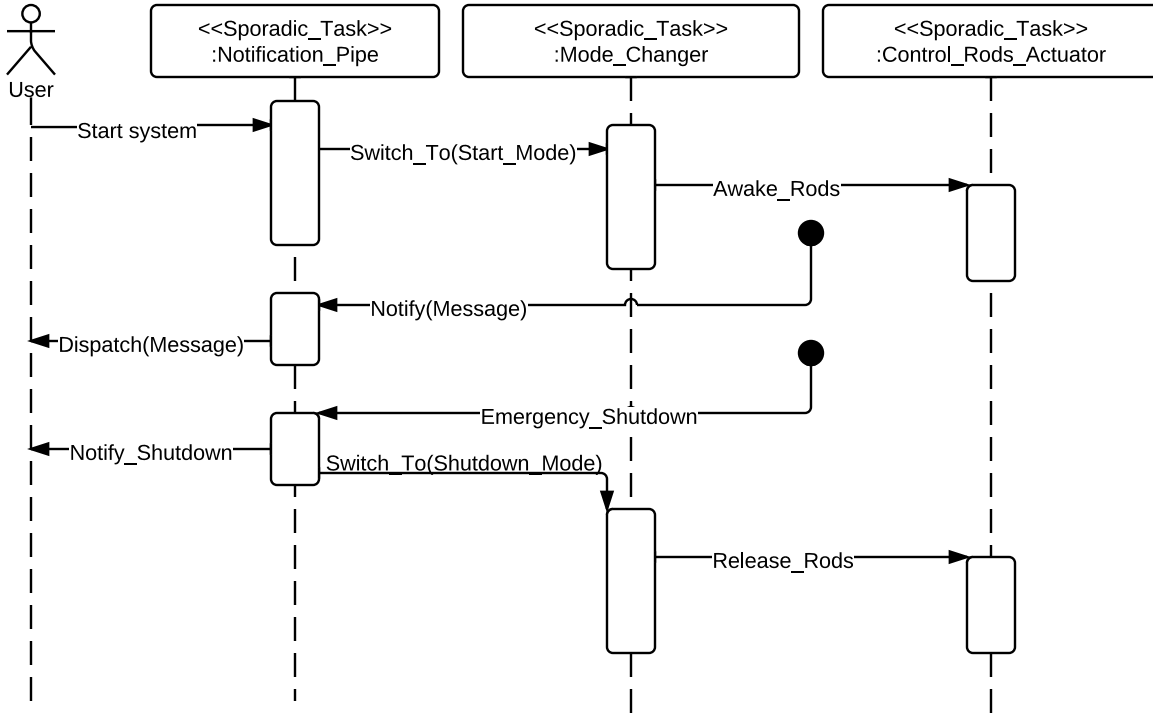 <<Sporadic_Task>>
:Notification_Pipe
<<Sporadic_Task>>
:Mode_Changer
<<Sporadic_Task>>
:Control_Rods_Actuator
User
Start system
Switch_To(Start_Mode)
Awake_Rods
Notify(Message)
Dispatch(Message)
Emergency_Shutdown
Notify_Shutdown
Switch_To(Shutdown_Mode)
Release_Rods